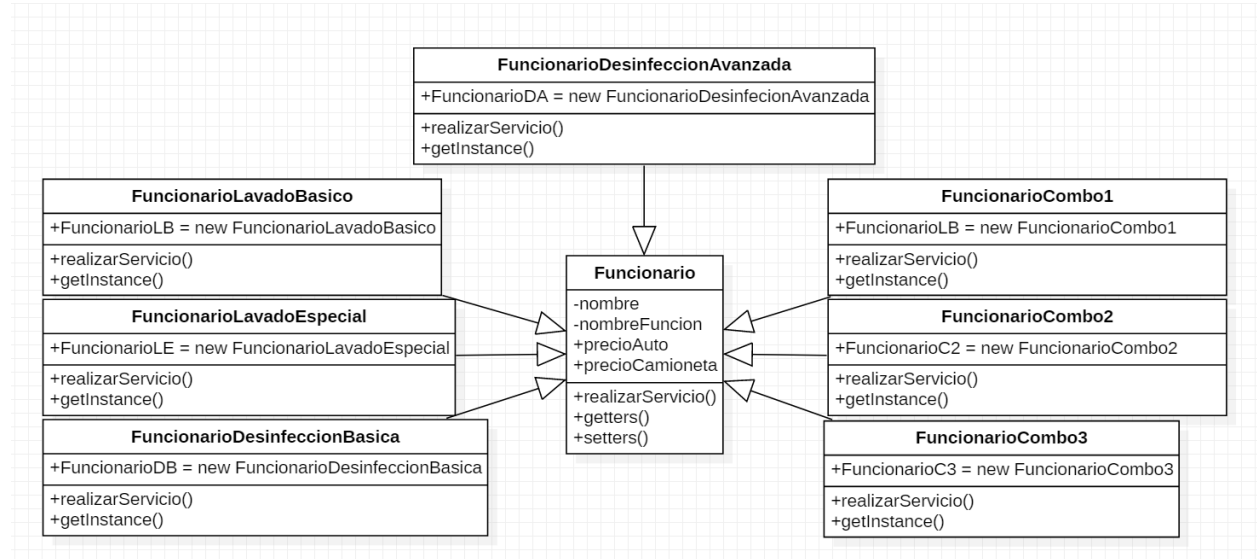 FuncionarioDesinfeccionAvanzada
+FuncionarioDA = new FuncionarioDesinfecionAvanzada
+realizarServicio()
+getInstance()
FuncionarioLavadoBasico
+FuncionarioLB = new FuncionarioLavadoBasico
+realizarServicio()
+getInstance()
FuncionarioLavadoEspecial
+FuncionarioLE = new FuncionarioLavadoEspecial
+realizarServicio()
+getInstance()
FuncionarioDesinfeccionBasica
+FuncionarioDB = new FuncionarioDesinfeccionBasica
+realizarServicio()
+getInstance()
Funcionario
-nombre
-nombreFuncion
+precioAuto
+precioCamioneta
+realizarServicio()
+getters()
+setters()
FuncionarioCombo1
+FuncionarioLB = new FuncionarioCombo1
+realizarServicio()
+getInstance()
FuncionarioCombo2
+FuncionarioC2 = new FuncionarioCombo2
+realizarServicio()
+getInstance()
FuncionarioCombo3
+FuncionarioC3 = new FuncionarioCombo3
+realizarServicio()
+getInstance()